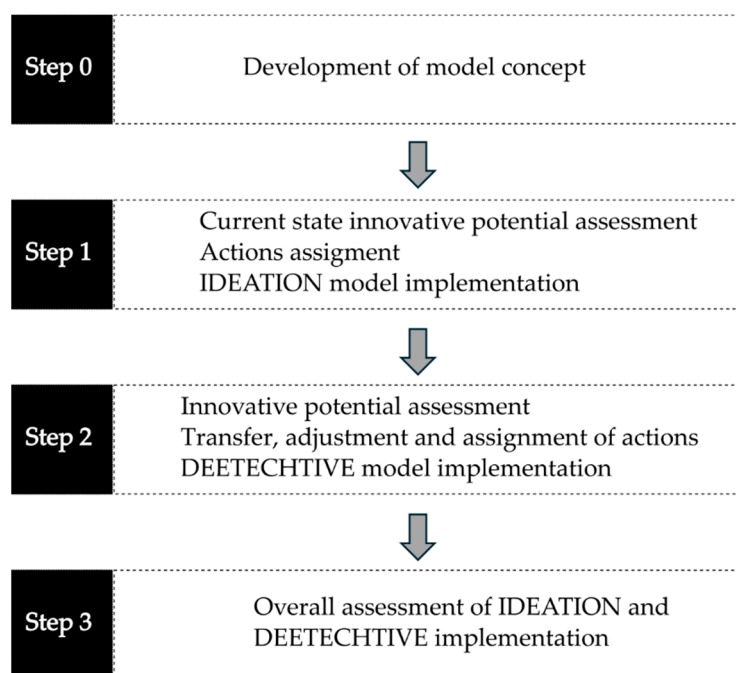 Step 0
Development of model concept
Step 1
Current state innovative potential assessment
Actions assigment
IDEATION model implementation
Step 2
Innovative potential assessment
Transfer, adjustment and assignment of actions
DEETECHTIVE model implementation
Step 3
Overall assessment of IDEATION and
DEETECHTIVE implementation